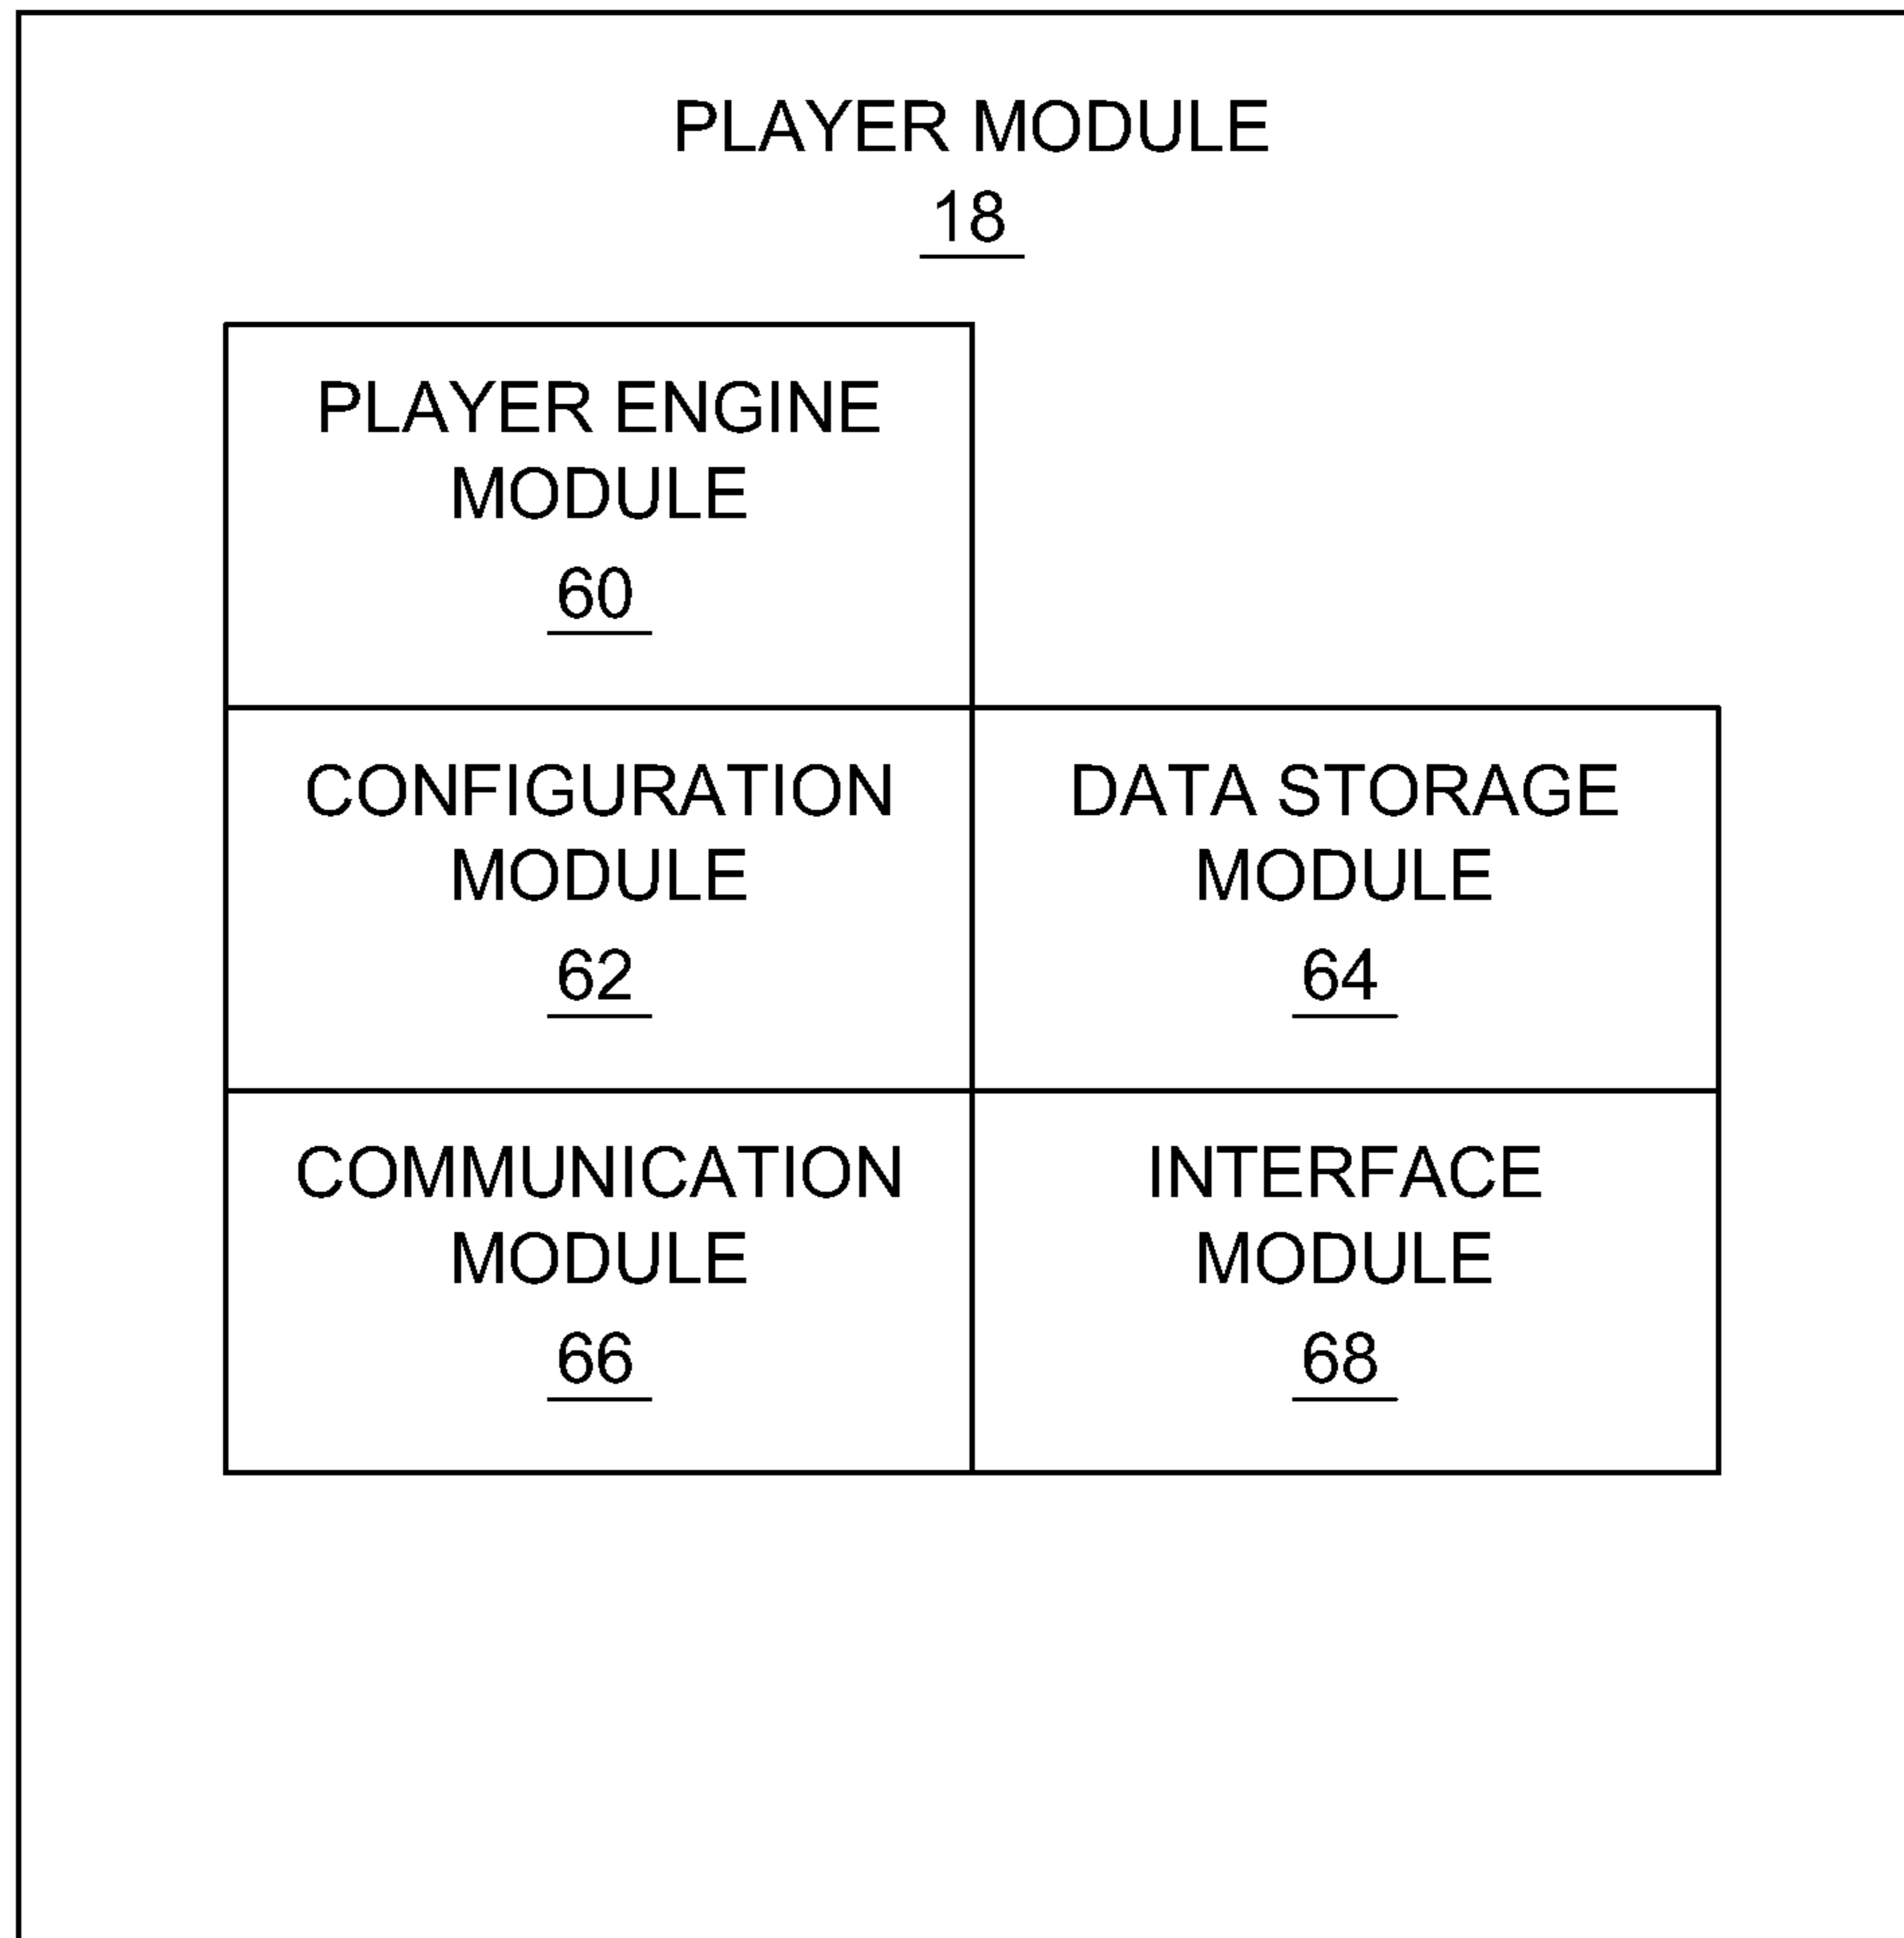 PLAYER MODULE
18
PLAYER ENGINE
MODULE
60
CONFIGURATION
MODULE
62
DATA STORAGE
MODULE
64
COMMUNICATION
MODULE
66
INTERFACE
MODULE
68